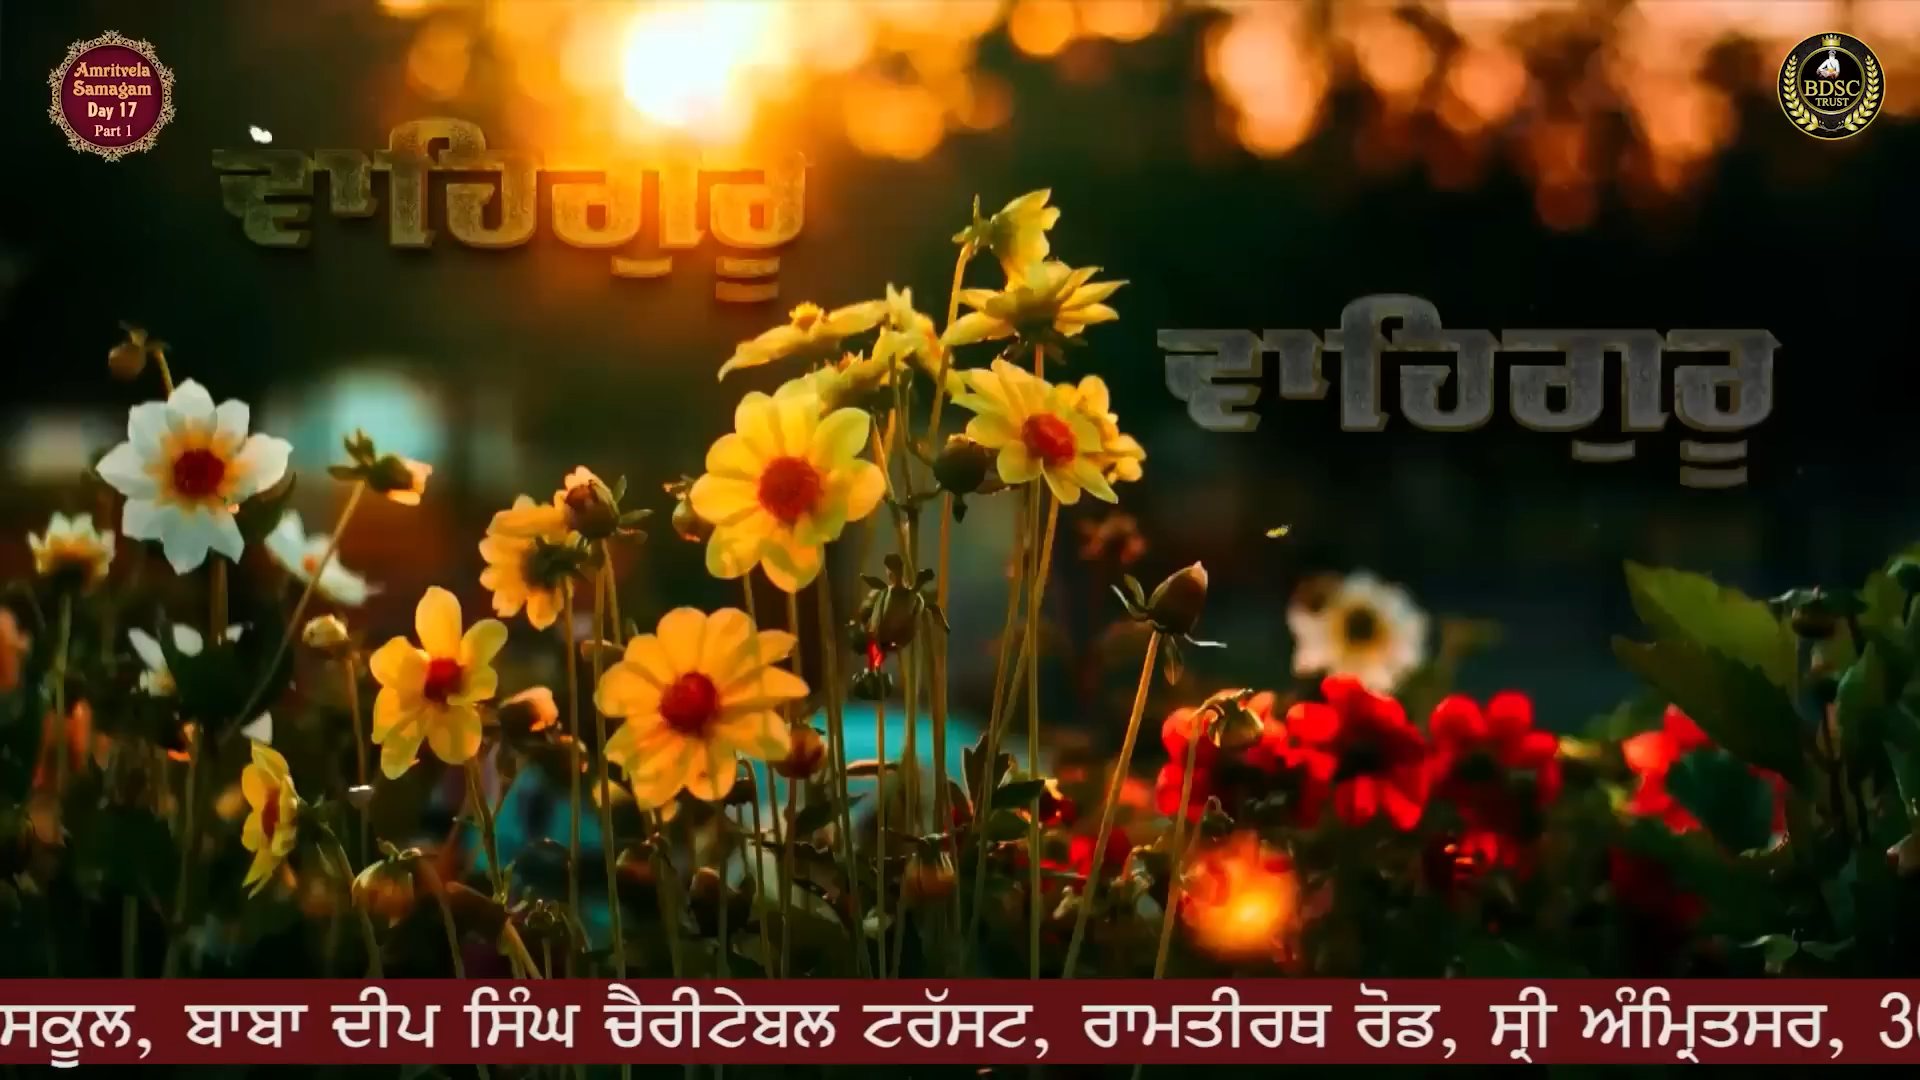 Amritvela
Samagam
Day 17
Part 1
BDSC
TRUST
ਵਾਹਿਗੁਰੂ
ਵਾਹਿਗੁਰੂ
ਸਕੂਲ, ਬਾਬਾ ਦੀਪ ਸਿੰਘ ਚੈਰੀਟੇਬਲ ਟਰੱਸਟ, ਰਾਮਤੀਰਥ ਰੋਡ, ਸ੍ਰੀ ਅੰਮ੍ਰਿਤਸਰ,